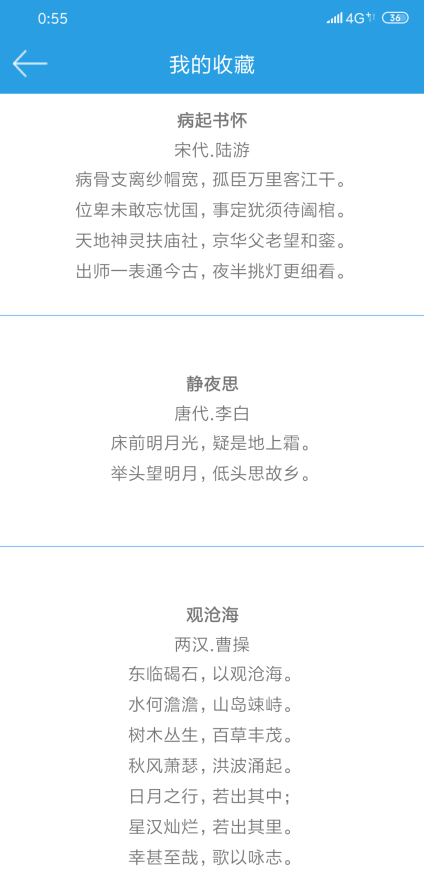 0:55
4G+
36
我的收藏
病起书怀
宋代.陆游
病骨支离纱帽宽，孤臣万里客江干。
位卑未敢忘忧国，事定犹须待阖棺。
天地神灵扶庙社，京华父老望和銮。
出师一表通今古，夜半挑灯更细看。
静夜思
唐代.李白
床前明月光，疑是地上霜。
举头望明月，低头思故乡。
观沧海
两汉.曹操
东临碣石，以观沧海。
水何澹澹，山岛竦峙。
树木丛生，百草丰茂。
秋风萧瑟，洪波涌起。
日月之行，若出其中；
星汉灿烂，若出其里。
幸甚至哉，歌以咏志。